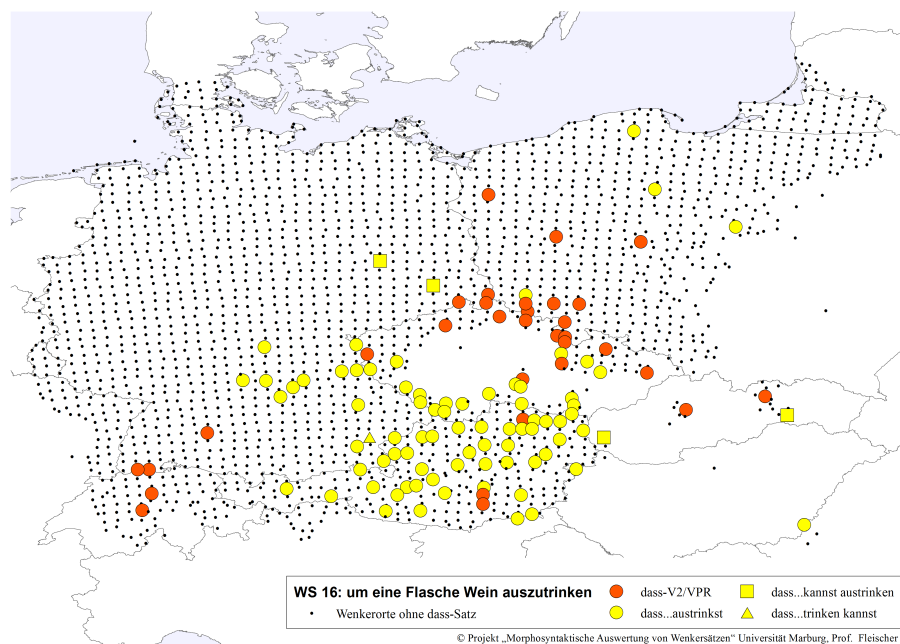 WS 16: um eine Flasche Wein auszutrinken
Wenkerorte ohne dass-Satz
dass-V2/VPR
dass...austrinkst
dass...kannst austrinken
dass...trinken kannst
© Projekt „Morphosyntaktische Auswertung von Wenkersätzen" Universität Marburg, Prof. Fleischer